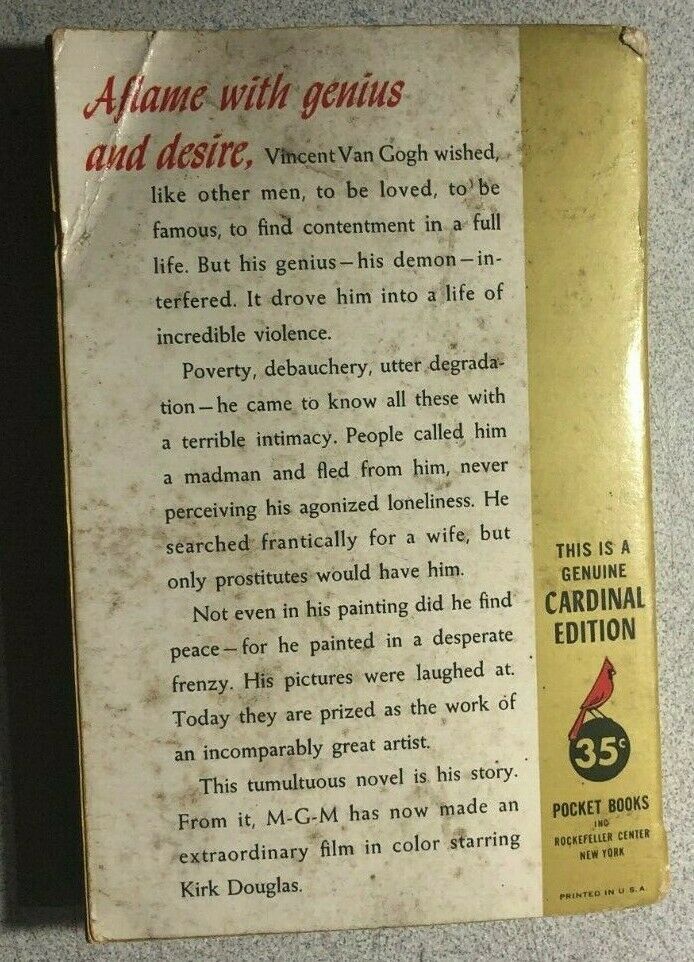 Aflame with genius
and desire, Vincent Van Gogh wished,
like other men, to be loved, to be
famous, to find contentment in a full
life. But his genius—his demon—in-
terfered. It drove him into a life of
incredible violence.
Poverty, debauchery, utter degrada-
tion—he came to know all these with
a terrible intimacy. People called him
a madman and fled from him, never
perceiving his agonized loneliness. He
searched frantically for a wife, but
only prostitutes would have him.
Not even in his painting did he find
peace—for he painted in a desperate
frenzy. His pictures were laughed at.
Today they are prized as the work of
an incomparably great artist.
This tumultuous novel is his story.
From it, M-G-M has now made an
extraordinary film in color starring
Kirk Douglas.
THIS IS A
GENUINE
CARDINAL
EDITION
35c
POCKET BOOKS
INC
ROCKEFELLER CENTER
NEW YORK
PRINTED IN U.S.A.